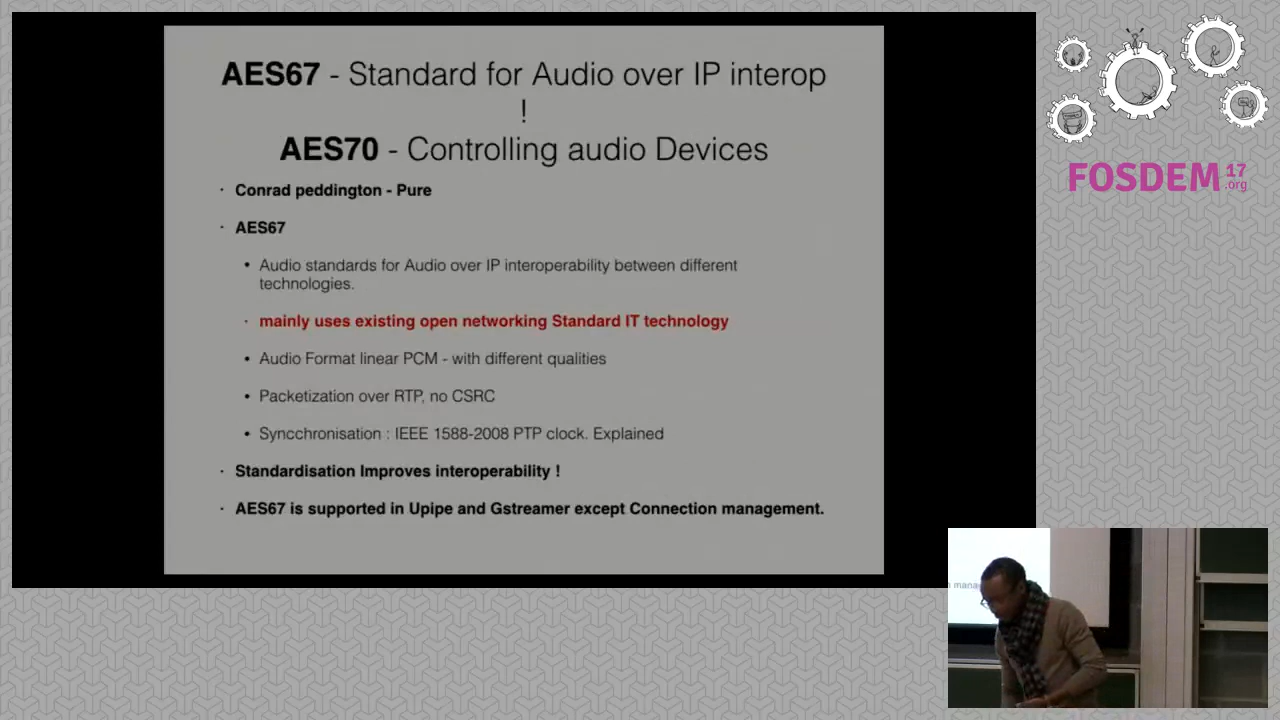 AES67 - Standard for Audio over IP interop
!
AES70 - Controlling audio Devices
· Conrad peddington - Pure
· AES67
• Audio standards for Audio over IP interoperability between different
technologies.
· mainly uses existing open networking Standard IT technology
• Audio Format linear PCM - with different qualities
• Packetization over RTP, no CSRC
• Syncchronisation : IEEE 1588-2008 PTP clock. Explained
· Standardisation Improves interoperability !
· AES67 is supported in Upipe and Gstreamer except Connection management.
FOSDEM 17
.org